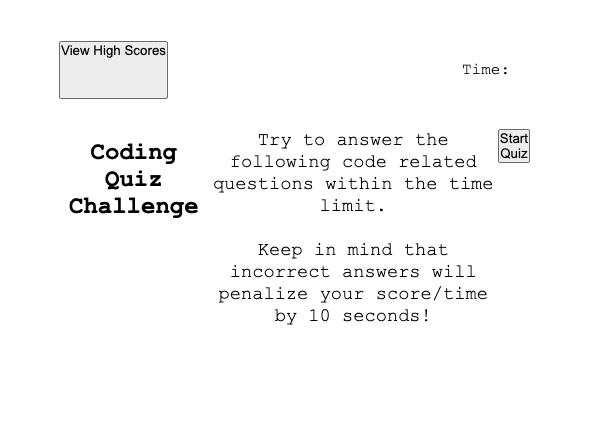 View High Scores
Time:
Coding
Quiz
Challenge
Try to answer the
following code related
questions within the time
limit.
Keep in mind that
incorrect answers will
penalize your score/time
by 10 seconds!
Start
Quiz